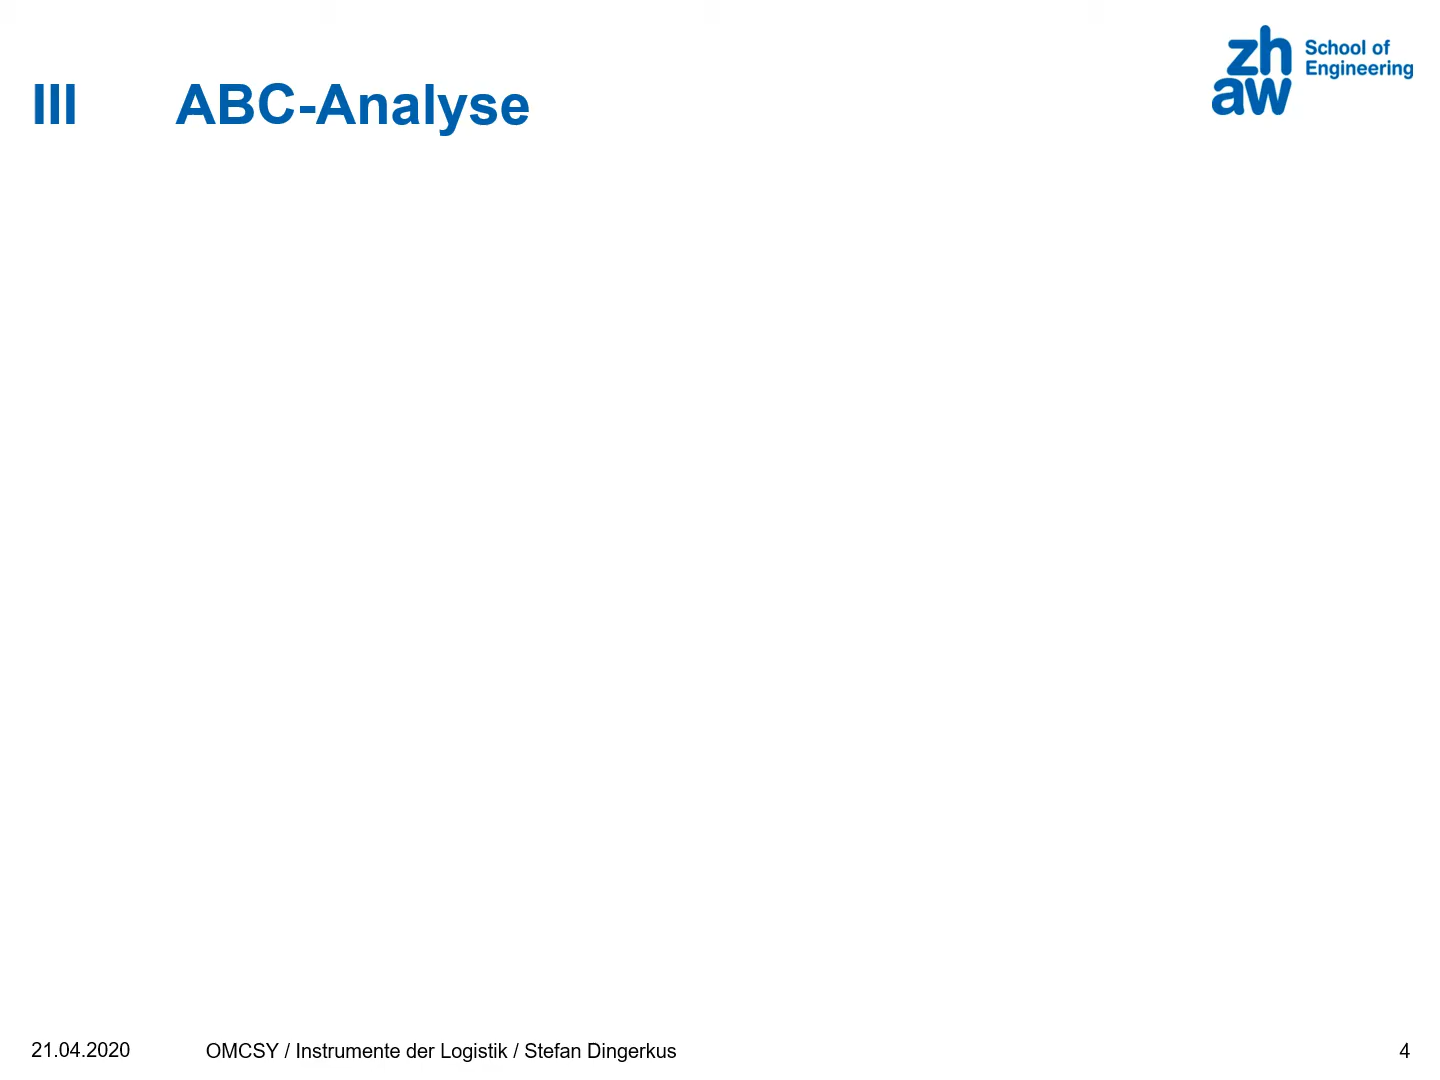 zh
aw
School of
Engineering
III ABC-Analyse
21.04.2020 OMCSY / Instrumente der Logistik / Stefan Dingerkus 4